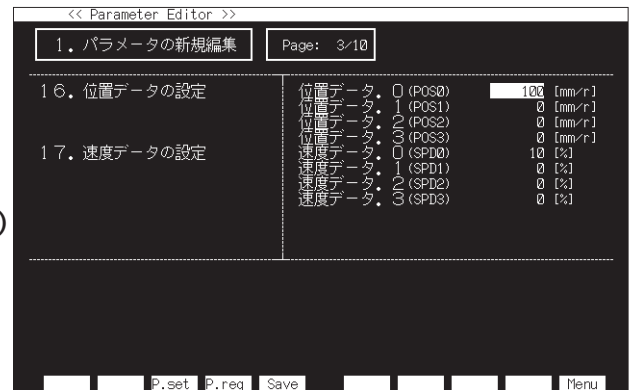 << Parameter Editor >>
1. パラメータの新規編集
Page: 3/10
16. 位置データの設定
位置データ. 0 (POS0) 100 [mm/r]
位置データ. 1 (POS1) 0 [mm/r]
位置データ. 2 (POS2) 0 [mm/r]
位置データ. 3 (POS3) 0 [mm/r]
17. 速度データの設定
速度データ. 0 (SPD0) 10 [%]
速度データ. 1 (SPD1) 0 [%]
速度データ. 2 (SPD2) 0 [%]
速度データ. 3 (SPD3) 0 [%]
)
P.set P.req Save Menu